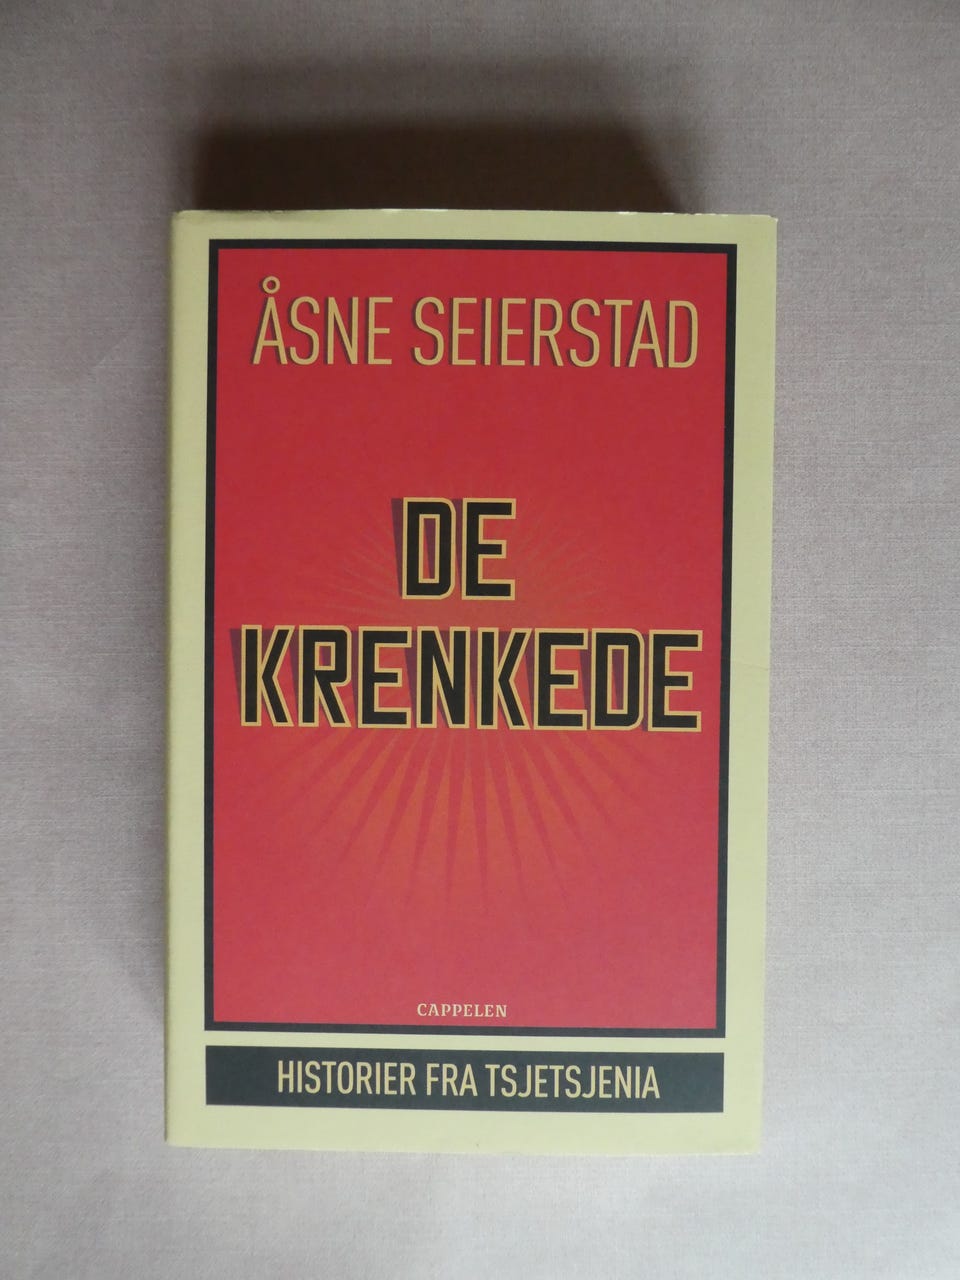 ÅSNE SEIERSTAD
DE
KRENKEDE
CAPPELEN
HISTORIER FRA TSJETSJENIA